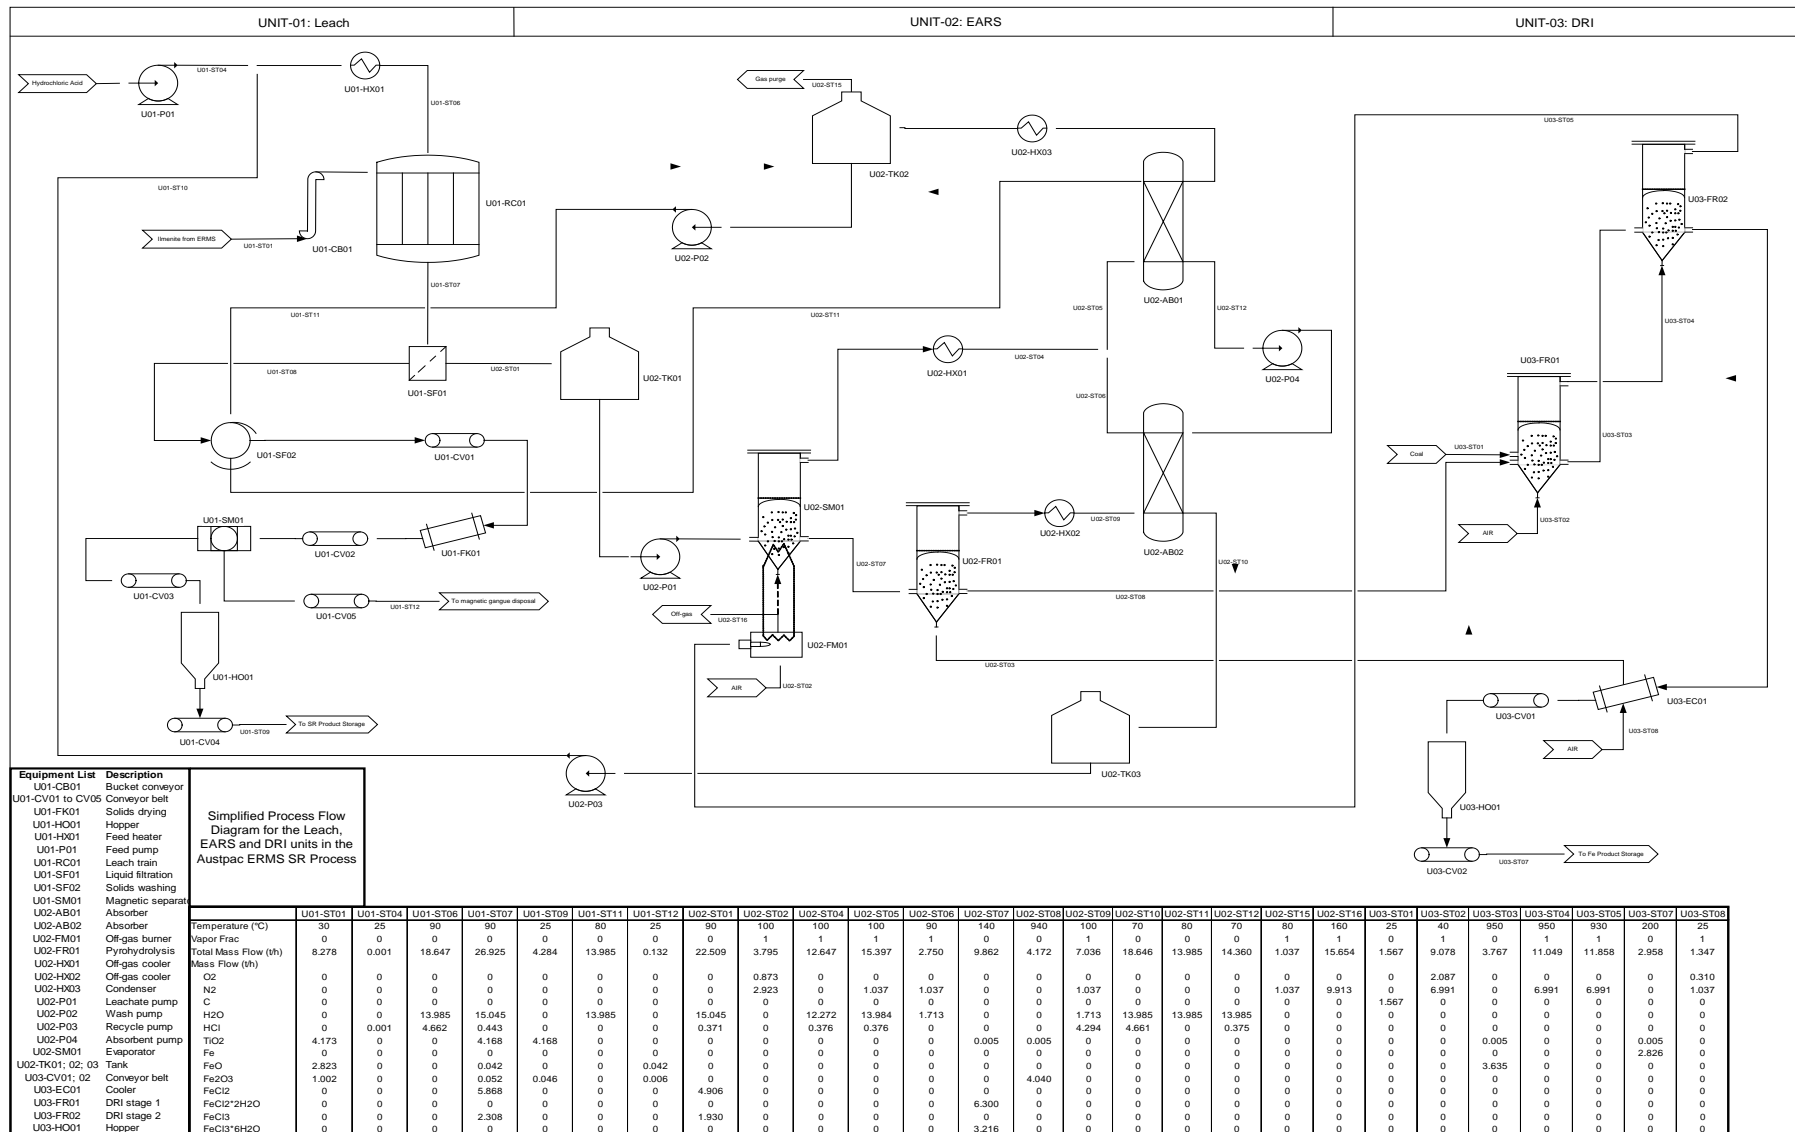 UNIT-01: Leach
UNIT-02: EARS
UNIT-03: DRI
Hydrochloric Acid
U01-P01
U01-ST04
U01-HX01
U01-ST06
U01-ST10
U01-RC01
Ilmenite from ERMS
U01-ST01
U01-CB01
U01-ST07
U01-ST11
U01-ST08
U01-SF01
U02-ST01
U02-TK01
U01-SF02
U01-CV01
U01-SM01
U01-CV02
U01-FK01
U01-CV03
U01-CV05
U01-ST12
To magnetic gangue disposal
U01-HO01
U01-CV04
U01-ST09
To SR Product Storage
Gas purge
U02-ST15
U02-TK02
U02-HX03
U02-P02
U02-AB01
U02-ST05
U02-ST12
U02-ST11
U02-HX01
U02-ST04
U02-P04
U02-ST06
U02-SM01
U02-P01
U02-ST07
U02-FR01
U02-HX02
U02-ST09
U02-AB02
U02-ST10
U02-ST08
Off-gas
U02-ST16
U02-FM01
AIR
U02-ST02
U02-ST03
U02-TK03
U02-P03
U03-ST05
U03-FR02
U03-ST04
U03-FR01
U03-ST03
Coal
U03-ST01
AIR
U03-ST02
U03-EC01
U03-CV01
AIR
U03-ST08
U03-HO01
U03-CV02
U03-ST07
To Fe Product Storage
Equipment List Description
U01-CB01 Bucket conveyor
U01-CV01 to CV05 Conveyor belt
U01-FK01 Solids drying
U01-HO01 Hopper
U01-HX01 Feed heater
U01-P01 Feed pump
U01-RC01 Leach train
U01-SF01 Liquid filtration
U01-SF02 Solids washing
U01-SM01 Magnetic separato
U02-AB01 Absorber
U02-AB02 Absorber
U02-FM01 Off-gas burner
U02-FR01 Pyrohydrolysis
U02-HX01 Off-gas cooler
U02-HX02 Off-gas cooler
U02-HX03 Condenser
U02-P01 Leachate pump
U02-P02 Wash pump
U02-P03 Recycle pump
U02-P04 Absorbent pump
U02-SM01 Evaporator
U02-TK01; 02; 03 Tank
U03-CV01; 02 Conveyor belt
U03-EC01 Cooler
U03-FR01 DRI stage 1
U03-FR02 DRI stage 2
U03-HO01 Hopper
Simplified Process Flow
Diagram for the Leach,
EARS and DRI units in the
Austpac ERMS SR Process
U01-ST01 U01-ST04 U01-ST06 U01-ST07 U01-ST09 U01-ST11 U01-ST12 U02-ST01 U02-ST02 U02-ST04 U02-ST05 U02-ST06 U02-ST07 U02-ST08 U02-ST09 U02-ST10 U02-ST11 U02-ST12 U02-ST15 U02-ST16 U03-ST01 U03-ST02 U03-ST03 U03-ST04 U03-ST05 U03-ST07 U03-ST08
Temperature (°C) 30 25 90 90 25 80 25 90 100 100 100 90 140 940 100 70 80 70 80 160 25 40 950 950 930 200 25
Vapor Frac 0 0 0 0 0 0 0 0 1 1 1 1 0 0 1 0 0 0 1 1 0 1 0 1 1 0 1
Total Mass Flow (t/h) 8.278 0.001 18.647 26.925 4.284 13.985 0.132 22.509 3.795 12.647 15.397 2.750 9.862 4.172 7.036 18.646 13.985 14.360 1.037 15.654 1.567 9.078 3.767 11.049 11.858 2.958 1.347
Mass Flow (t/h)
O2 0 0 0 0 0 0 0 0 0.873 0 0 0 0 0 0 0 0 0 0 0 0 2.087 0 0 0 0 0.310
N2 0 0 0 0 0 0 0 0 2.923 0 1.037 1.037 0 0 1.037 0 0 0 1.037 9.913 0 6.991 0 6.991 6.991 0 1.037
C 0 0 0 0 0 0 0 0 0 0 0 0 0 0 0 0 0 0 0 0 1.567 0 0 0 0 0 0
H2O 0 0 13.985 15.045 0 13.985 0 15.045 0 12.272 13.984 1.713 0 0 1.713 13.985 13.985 13.985 0 0 0 0 0 0 0 0 0
HCl 0 0.001 4.662 0.443 0 0 0 0.371 0 0.376 0.376 0 0 0 4.294 4.661 0 0.375 0 0 0 0 0 0 0 0 0
TiO2 4.173 0 0 4.168 4.168 0 0 0 0 0 0 0 0.005 0.005 0 0 0 0 0 0 0 0 0.005 0 0 0.005 0
Fe 0 0 0 0 0 0 0 0 0 0 0 0 0 0 0 0 0 0 0 0 0 0 0 0 0 2.826 0
FeO 2.823 0 0 0.042 0 0 0.042 0 0 0 0 0 0 0 0 0 0 0 0 0 0 0 3.635 0 0 0 0
Fe2O3 1.002 0 0 0.052 0.046 0 0.006 0 0 0 0 0 0 4.040 0 0 0 0 0 0 0 0 0 0 0 0 0
FeCl2 0 0 0 5.868 0 0 0 4.906 0 0 0 0 0 0 0 0 0 0 0 0 0 0 0 0 0 0 0
FeCl2*2H2O 0 0 0 0 0 0 0 0 0 0 0 0 6.300 0 0 0 0 0 0 0 0 0 0 0 0 0 0
FeCl3 0 0 0 2.308 0 0 0 1.930 0 0 0 0 0 0 0 0 0 0 0 0 0 0 0 0 0 0 0
FeCl3*6H2O 0 0 0 0 0 0 0 0 0 0 0 0 3.216 0 0 0 0 0 0 0 0 0 0 0 0 0 0